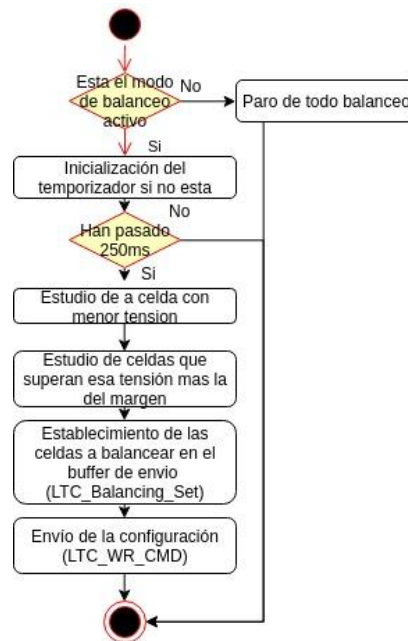 Esta el modo
de balanceo
activo
No
Paro de todo balanceo
Si
Inicialización del
temporizador si no esta
No
Han pasado
250ms
Si
Estudio de a celda con
menor tension
Estudio de celdas que
superan esa tensión mas la
del margen
Establecimiento de las
celdas a balancear en el
buffer de envio
(LTC_Balancing_Set)
Envío de la configuración
(LTC_WR_CMD)